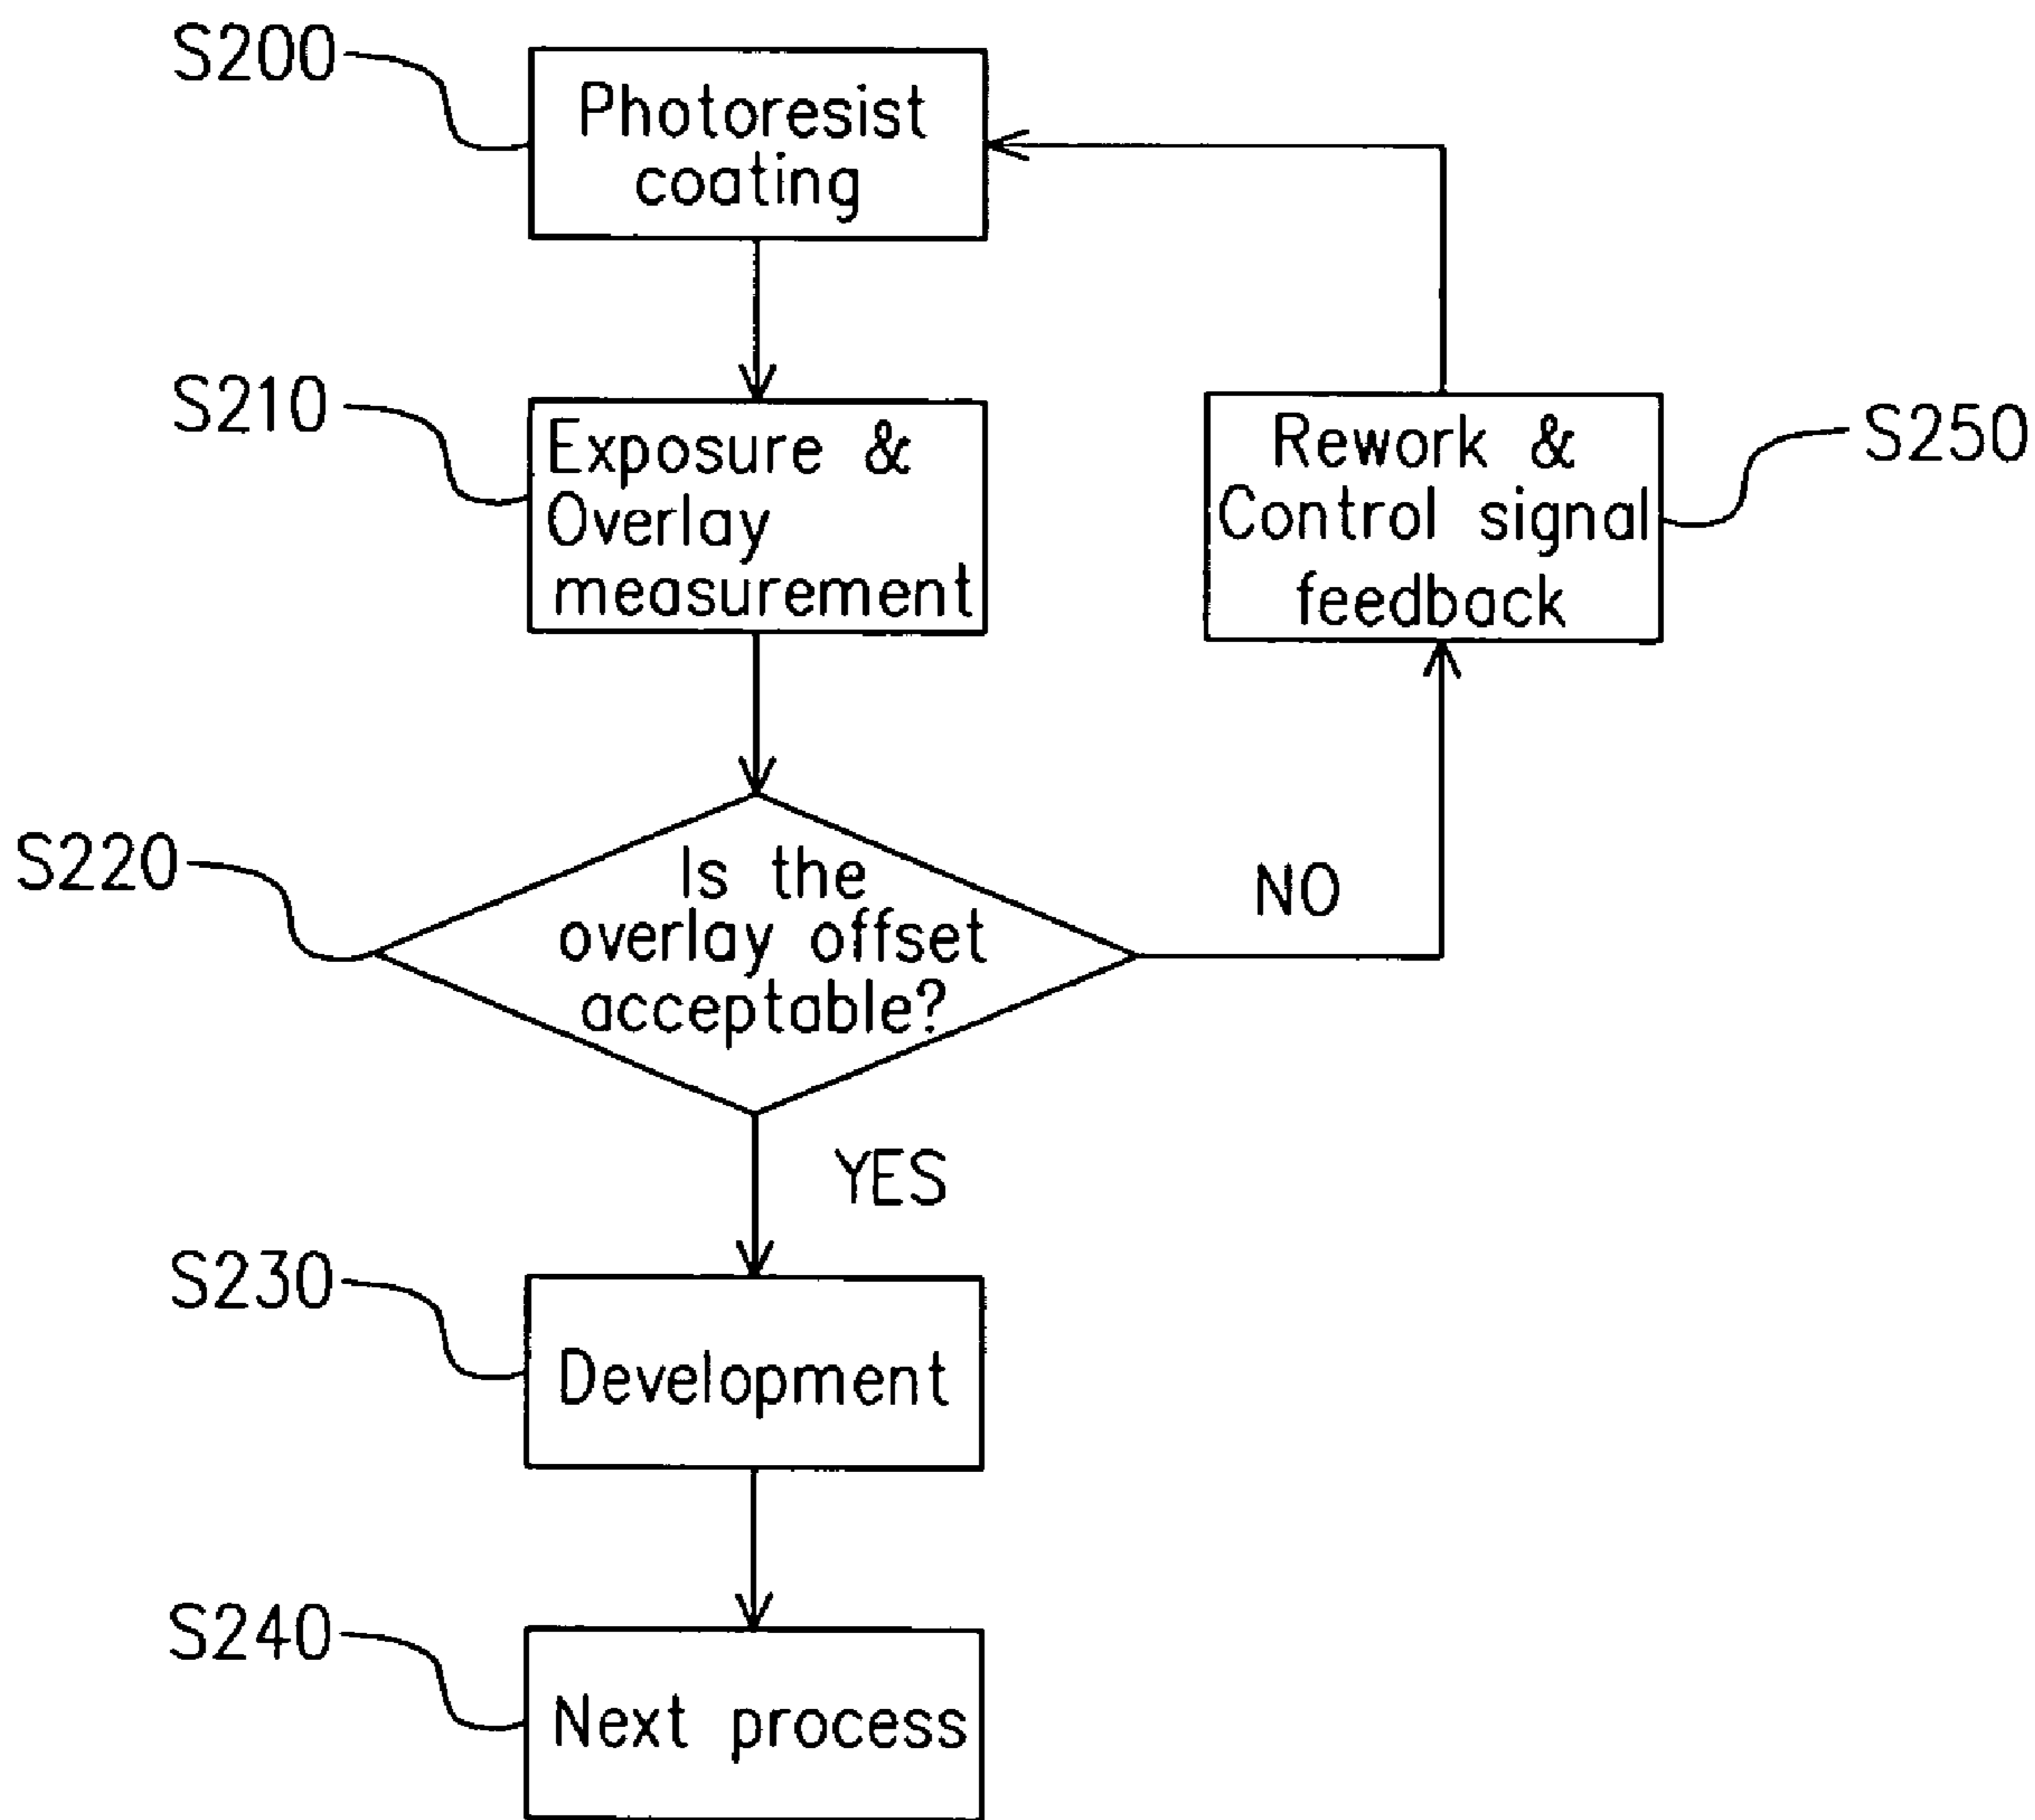 S200
Photoresist
coating
S210
Exposure &
Overlay
measurement
Rework &
Control signal
feedback
S250
S220
Is the
overlay offset
acceptable?
NO
YES
S230
Development
S240
Next process